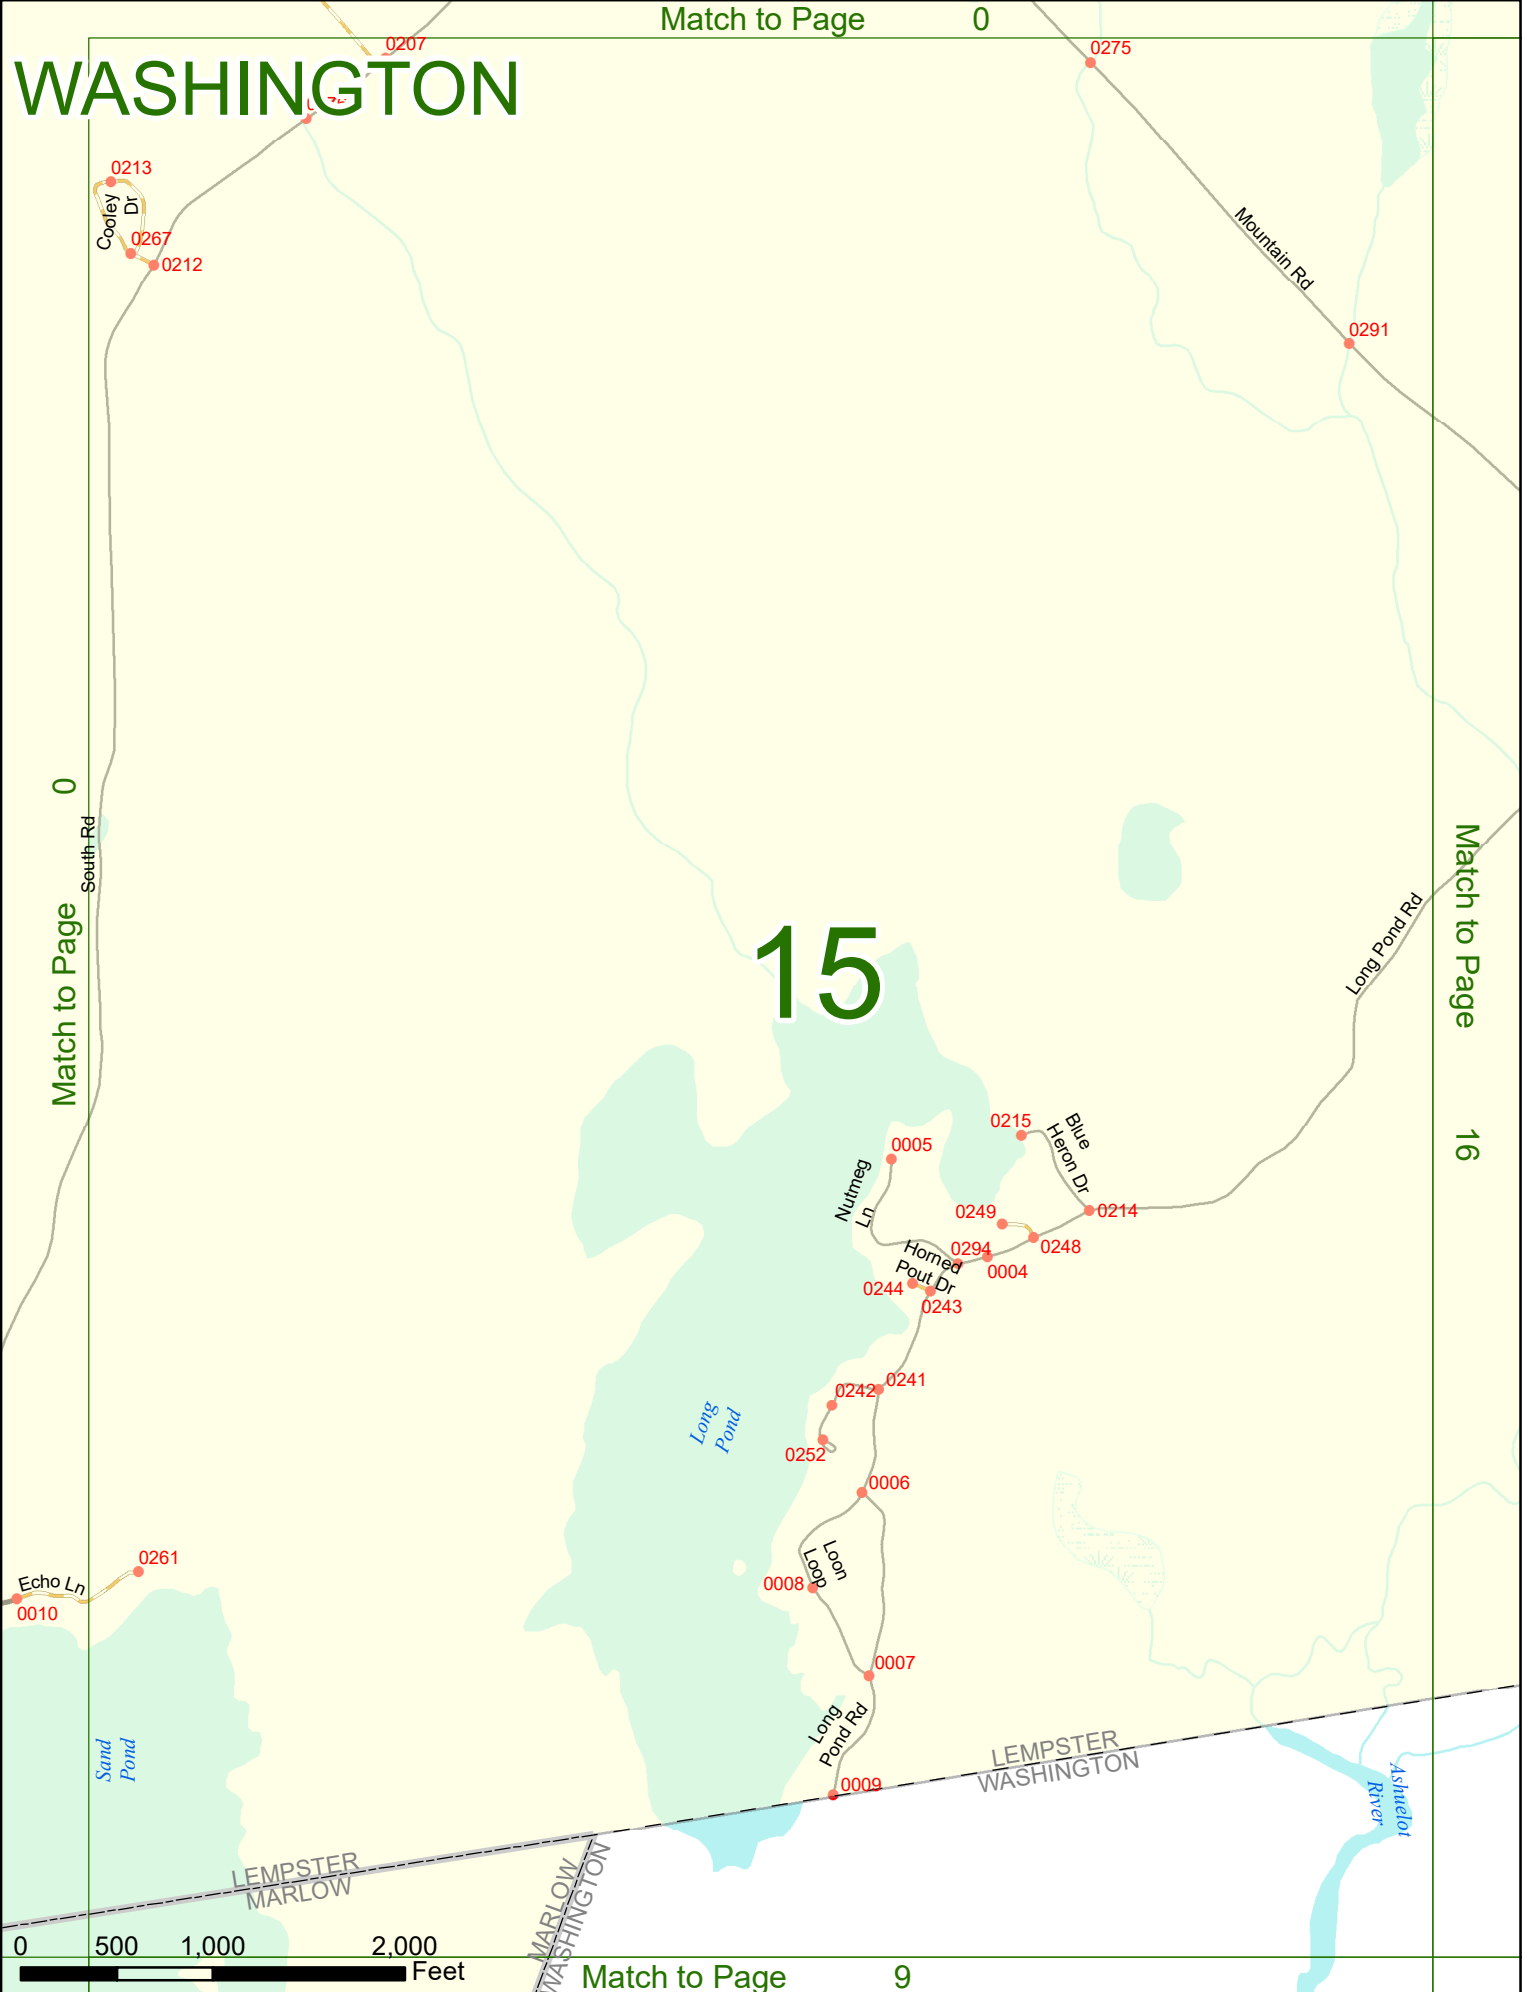 Match to Page 0
WASHINGTON
0207
0275
0213
Cooley
Dr
0267
0212
Mountain Rd
0291
Match to Page 0
South Rd
15
Long Pond Rd
Match to Page 16
0215
Blue
Heron Dr
0005
Nutmeg
Ln
0249
0214
0248
0294
0004
Horned
Pout Dr
0244
0243
0241
0242
0252
Long
Pond
0006
Loon
Loop
0008
0261
Echo Ln
0010
0007
Long
Pond Rd
0009
Sand
Pond
LEMPSTER
WASHINGTON
Ashuelot
River
LEMPSTER
MARLOW
MARLOW
WASHINGTON
0 500 1,000 2,000
Feet
Match to Page 9